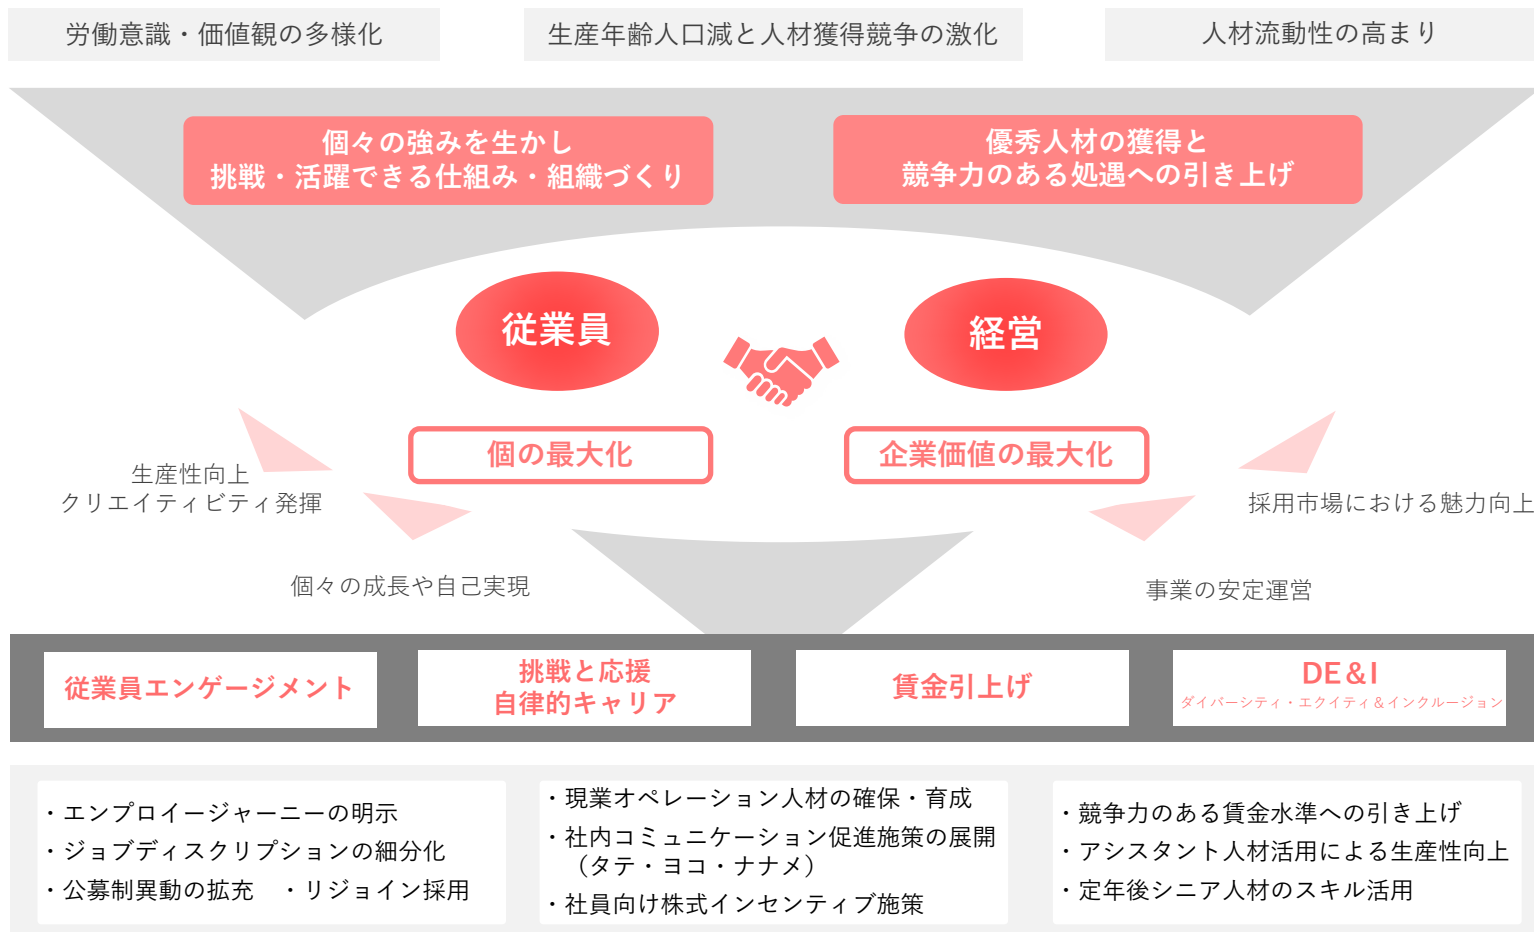 労働意識・価値観の多様化
生産年齢人口減と人材獲得競争の激化
人材流動性の高まり
個々の強みを生かし
挑戦・活躍できる仕組み・組織づくり
優秀人材の獲得と
競争力のある処遇への引き上げ
従業員
経営
個の最大化
企業価値の最大化
生産性向上
クリエイティビティ発揮
採用市場における魅力向上
個々の成長や自己実現
事業の安定運営
従業員エンゲージメント
挑戦と応援
自律的キャリア
賃金引上げ
DE&I
ダイバーシティ・エクイティ&インクルージョン
・エンプロイージャーニーの明示
・ジョブディスクリプションの細分化
・公募制異動の拡充 ・リジョイン採用
・現業オペレーション人材の確保・育成
・社内コミュニケーション促進施策の展開
(タテ・ヨコ・ナナメ)
・社員向け株式インセンティブ施策
・競争力のある賃金水準への引き上げ
・アシスタント人材活用による生産性向上
・定年後シニア人材のスキル活用